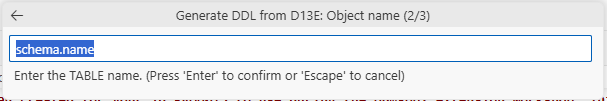 Generate DDL from D13E: Object name (2/3)
schema.name
Enter the TABLE name. (Press 'Enter' to confirm or 'Escape' to cancel)